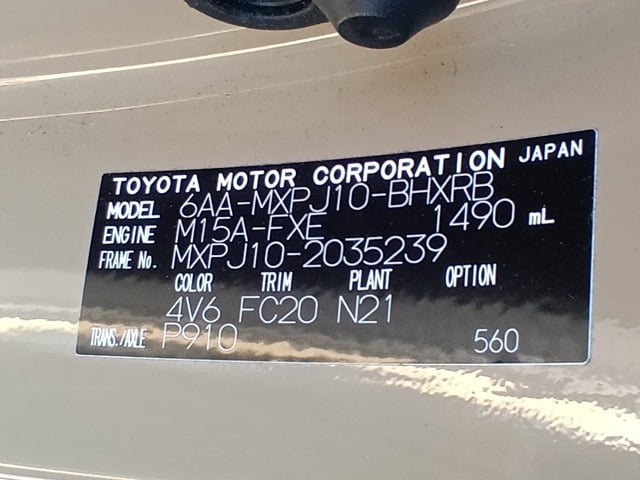 TOYOTA MOTOR CORPORATION JAPAN
MODEL 6AA-MXPJ10-BHXRB
ENGINE M15A-FXE 1490 mL
FRAME No. MXPJ10-2035239
COLOR TRIM PLANT OPTION
4V6 FC20 N21
TRANS./AXLE P910 560